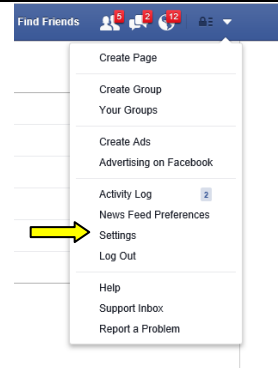 Find Friends 5 2 12
Create Page
Create Group
Your Groups
Create Ads
Advertising on Facebook
Activity Log 2
News Feed Preferences
Settings
Log Out
Help
Support Inbox
Report a Problem